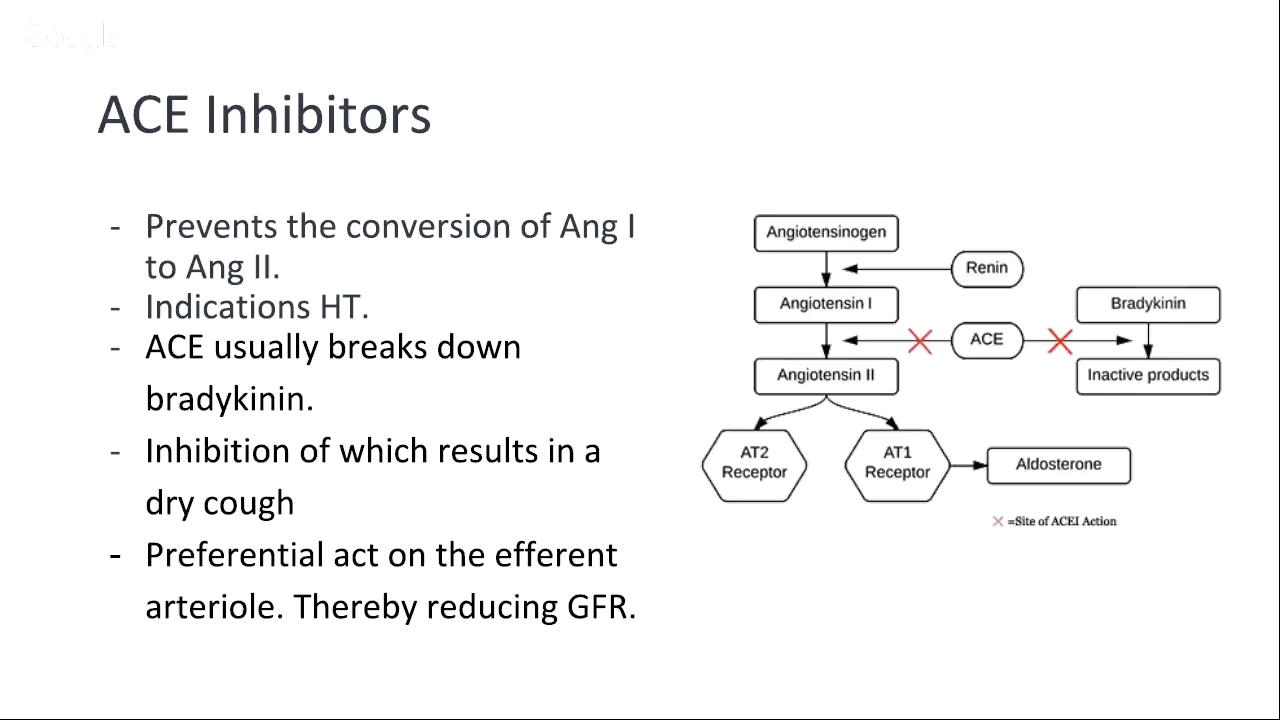 ACE Inhibitors
- Prevents the conversion of Ang I
to Ang II.
- Indications HT.
- ACE usually breaks down
bradykinin.
- Inhibition of which results in a
dry cough
- Preferential act on the efferent
arteriole. Thereby reducing GFR.
Angiotensinogen
Renin
Angiotensin I
Bradykinin
ACE
Angiotensin II
Inactive products
AT2
Receptor
AT1
Receptor
Aldosterone
=Site of ACEI Action